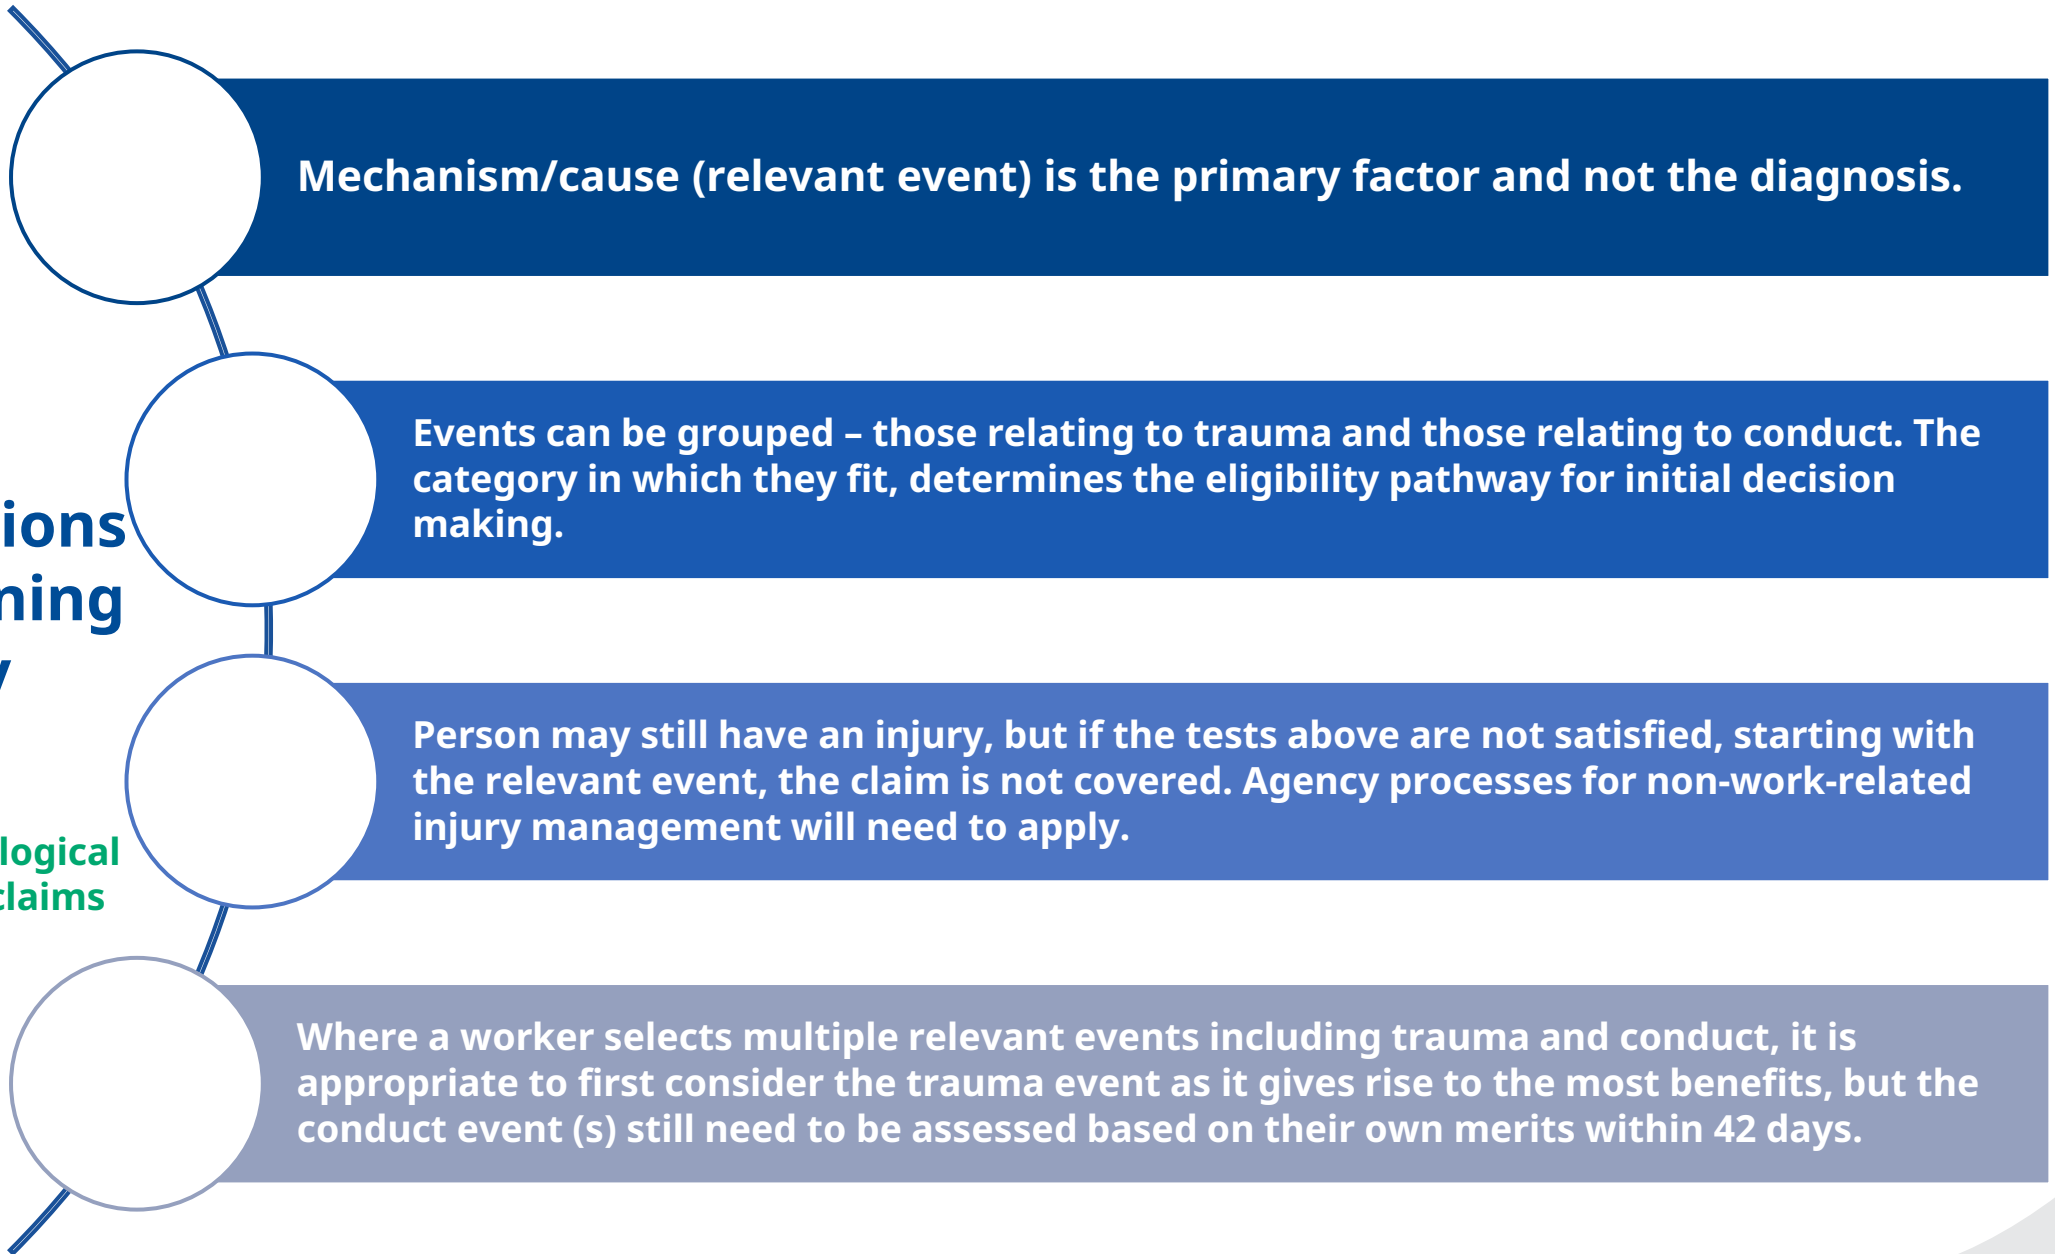 Mechanism/cause (relevant event) is the primary factor and not the diagnosis.
Events can be grouped – those relating to trauma and those relating to conduct. The
category in which they fit, determines the eligibility pathway for initial decision
making.
Person may still have an injury, but if the tests above are not satisfied, starting with
the relevant event, the claim is not covered. Agency processes for non-work-related
injury management will need to apply.
Where a worker selects multiple relevant events including trauma and conduct, it is
appropriate to first consider the trauma event as it gives rise to the most benefits, but the
conduct event (s) still need to be assessed based on their own merits within 42 days.
ions
ning
logical
claims